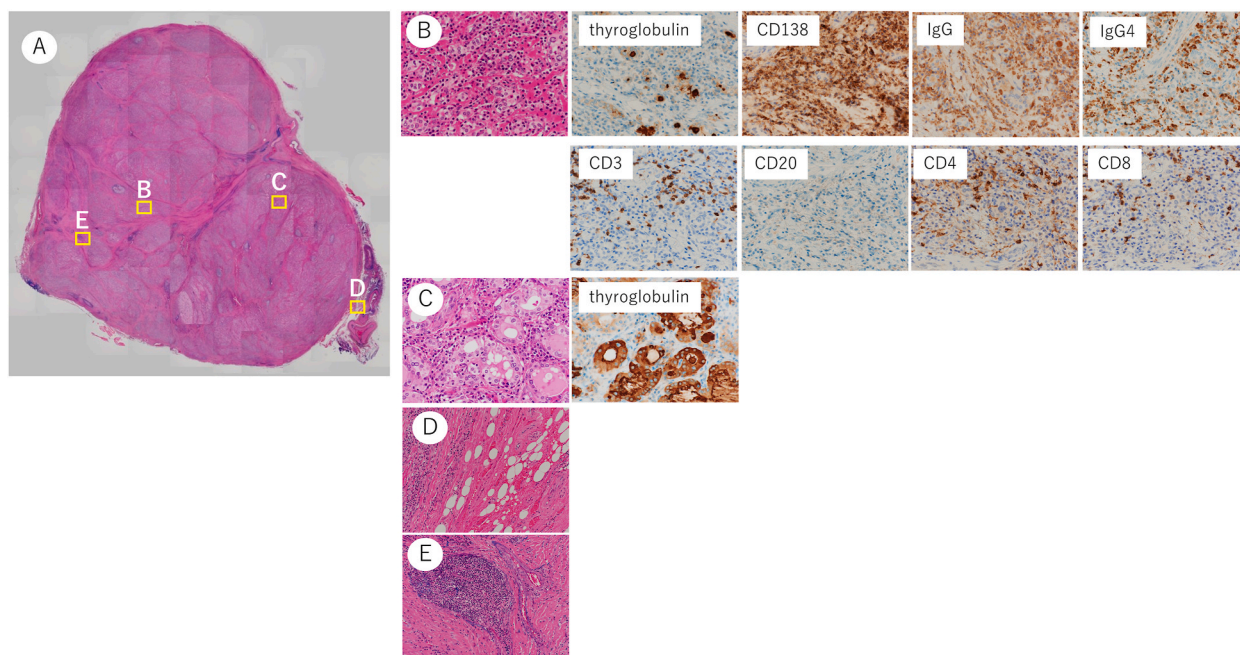 A
B
C
E
D
B
thyroglobulin
CD138
IgG
IgG4
CD3
CD20
CD4
CD8
C
thyroglobulin
D
E